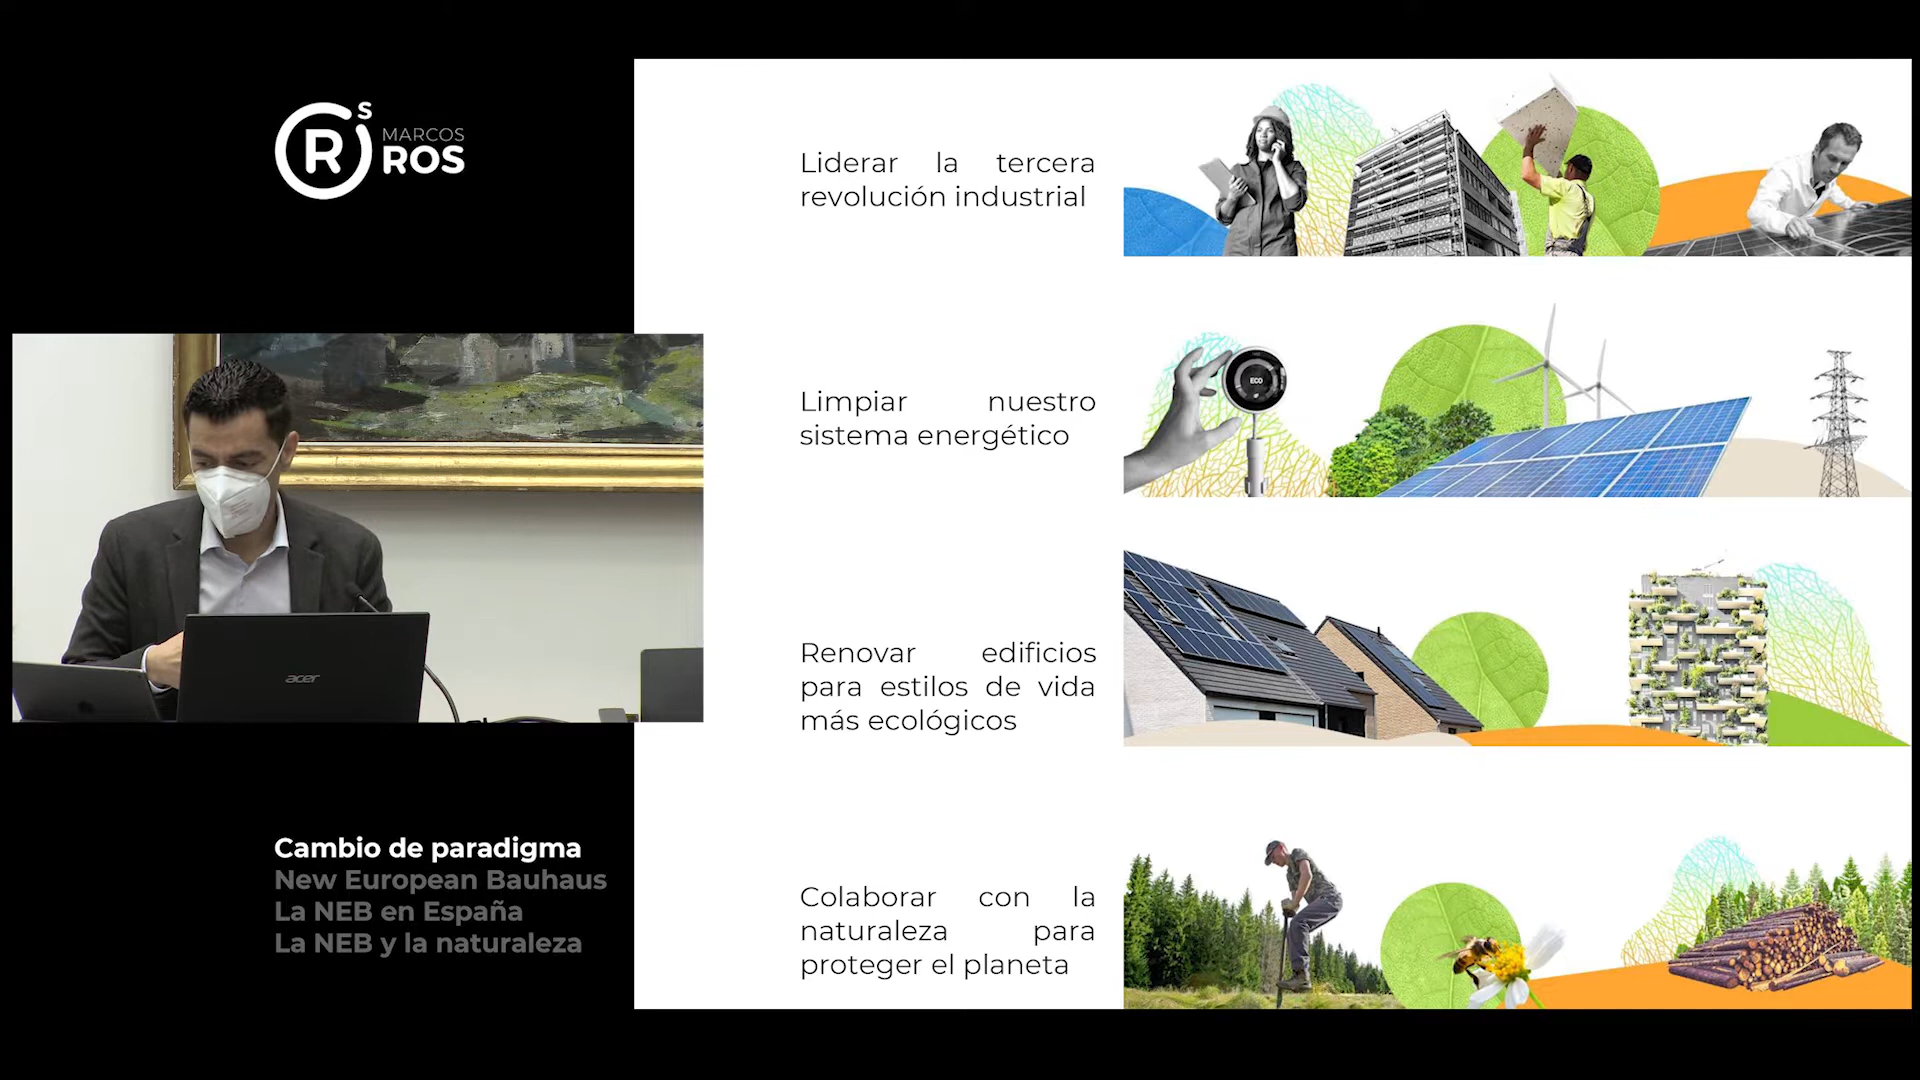 S
R
MARCOS
ROS
Liderar la tercera
revolución industrial
ECO
Limpiar nuestro
sistema energético
acer
Renovar edificios
para estilos de vida
más ecológicos
Cambio de paradigma
New European Bauhaus
La NEB en España
La NEB y la naturaleza
Colaborar con la
naturaleza para
proteger el planeta